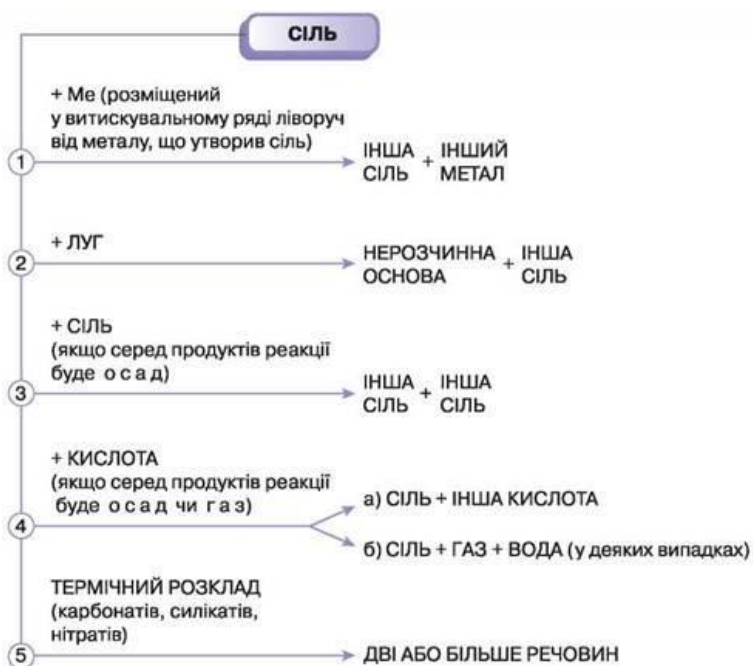 СІЛЬ
+ Ме (розміщений
у витискувальному ряді ліворуч
від металу, що утворив сіль)
1
ІНША + ІНШИЙ
СІЛЬ МЕТАЛ
+ ЛУГ
2
НЕРОЗЧИННА + ІНША
ОСНОВА СІЛЬ
+ СІЛЬ
(якщо серед продуктів реакції
буде о с а д)
3
ІНША + ІНША
СІЛЬ СІЛЬ
+ КИСЛОТА
(якщо серед продуктів реакції
буде о с а д чи г а з)
4
а) СІЛЬ + ІНША КИСЛОТА
б) СІЛЬ + ГАЗ + ВОДА (у деяких випадках)
ТЕРМІЧНИЙ РОЗКЛАД
(карбонатів, силікатів,
нітратів)
5
ДВІ АБО БІЛЬШЕ РЕЧОВИН